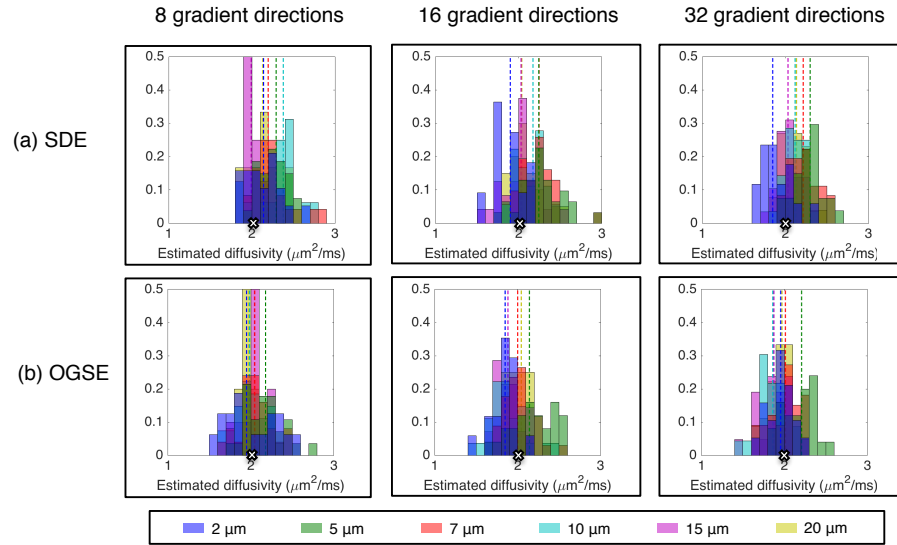 8 gradient directions 16 gradient directions 32 gradient directions
(a) SDE
0.5 0.5 0.5
0.4 0.4 0.4
0.3 0.3 0.3
0.2 0.2 0.2
0.1 0.1 0.1
0 0 0
1 2 3 1 2 3 1 2 3
Estimated diffusivity (μm²/ms) Estimated diffusivity (μm²/ms) Estimated diffusivity (μm²/ms)
(b) OGSE
0.5 0.5 0.5
0.4 0.4 0.4
0.3 0.3 0.3
0.2 0.2 0.2
0.1 0.1 0.1
0 0 0
1 2 3 1 2 3 1 2 3
Estimated diffusivity (μm²/ms) Estimated diffusivity (μm²/ms) Estimated diffusivity (μm²/ms)
2 μm 5 μm 7 μm 10 μm 15 μm 20 μm